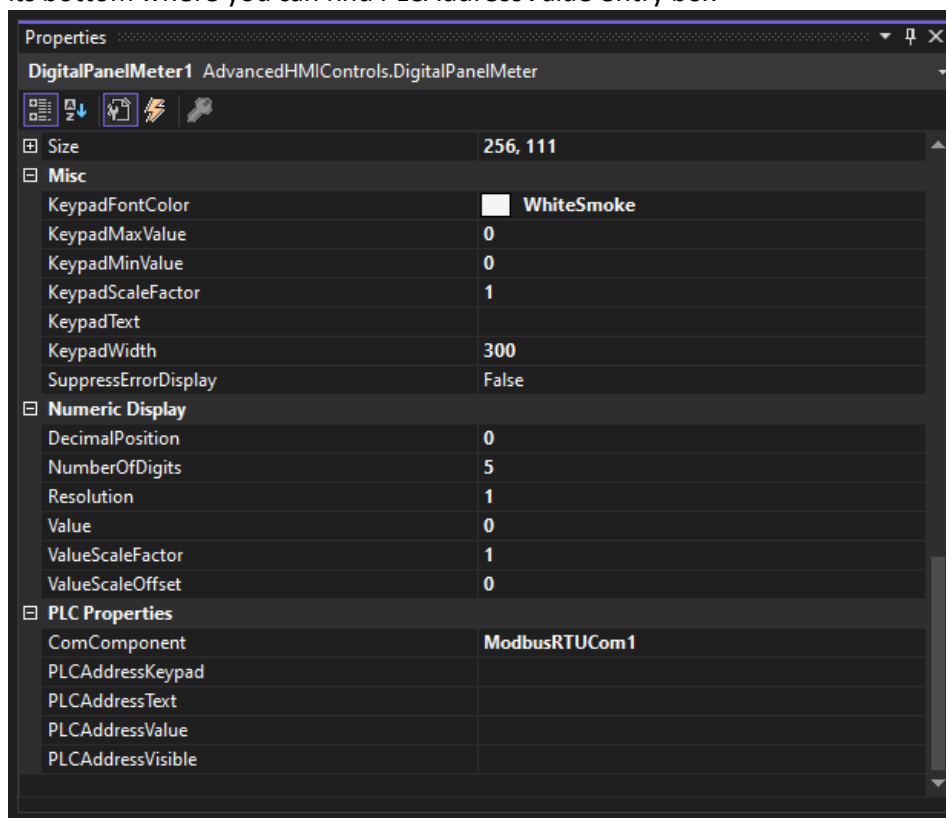 its bottom where you can find PLCAddressValue entry box
Properties
DigitalPanelMeter1 AdvancedHMIControls.DigitalPanelMeter
Size 256, 111
Misc
KeypadFontColor WhiteSmoke
KeypadMaxValue 0
KeypadMinValue 0
KeypadScaleFactor 1
KeypadText
KeypadWidth 300
SuppressErrorDisplay False
Numeric Display
DecimalPosition 0
NumberOfDigits 5
Resolution 1
Value 0
ValueScaleFactor 1
ValueScaleOffset 0
PLC Properties
ComComponent ModbusRTUCom1
PLCAddressKeypad
PLCAddressText
PLCAddressValue
PLCAddressVisible